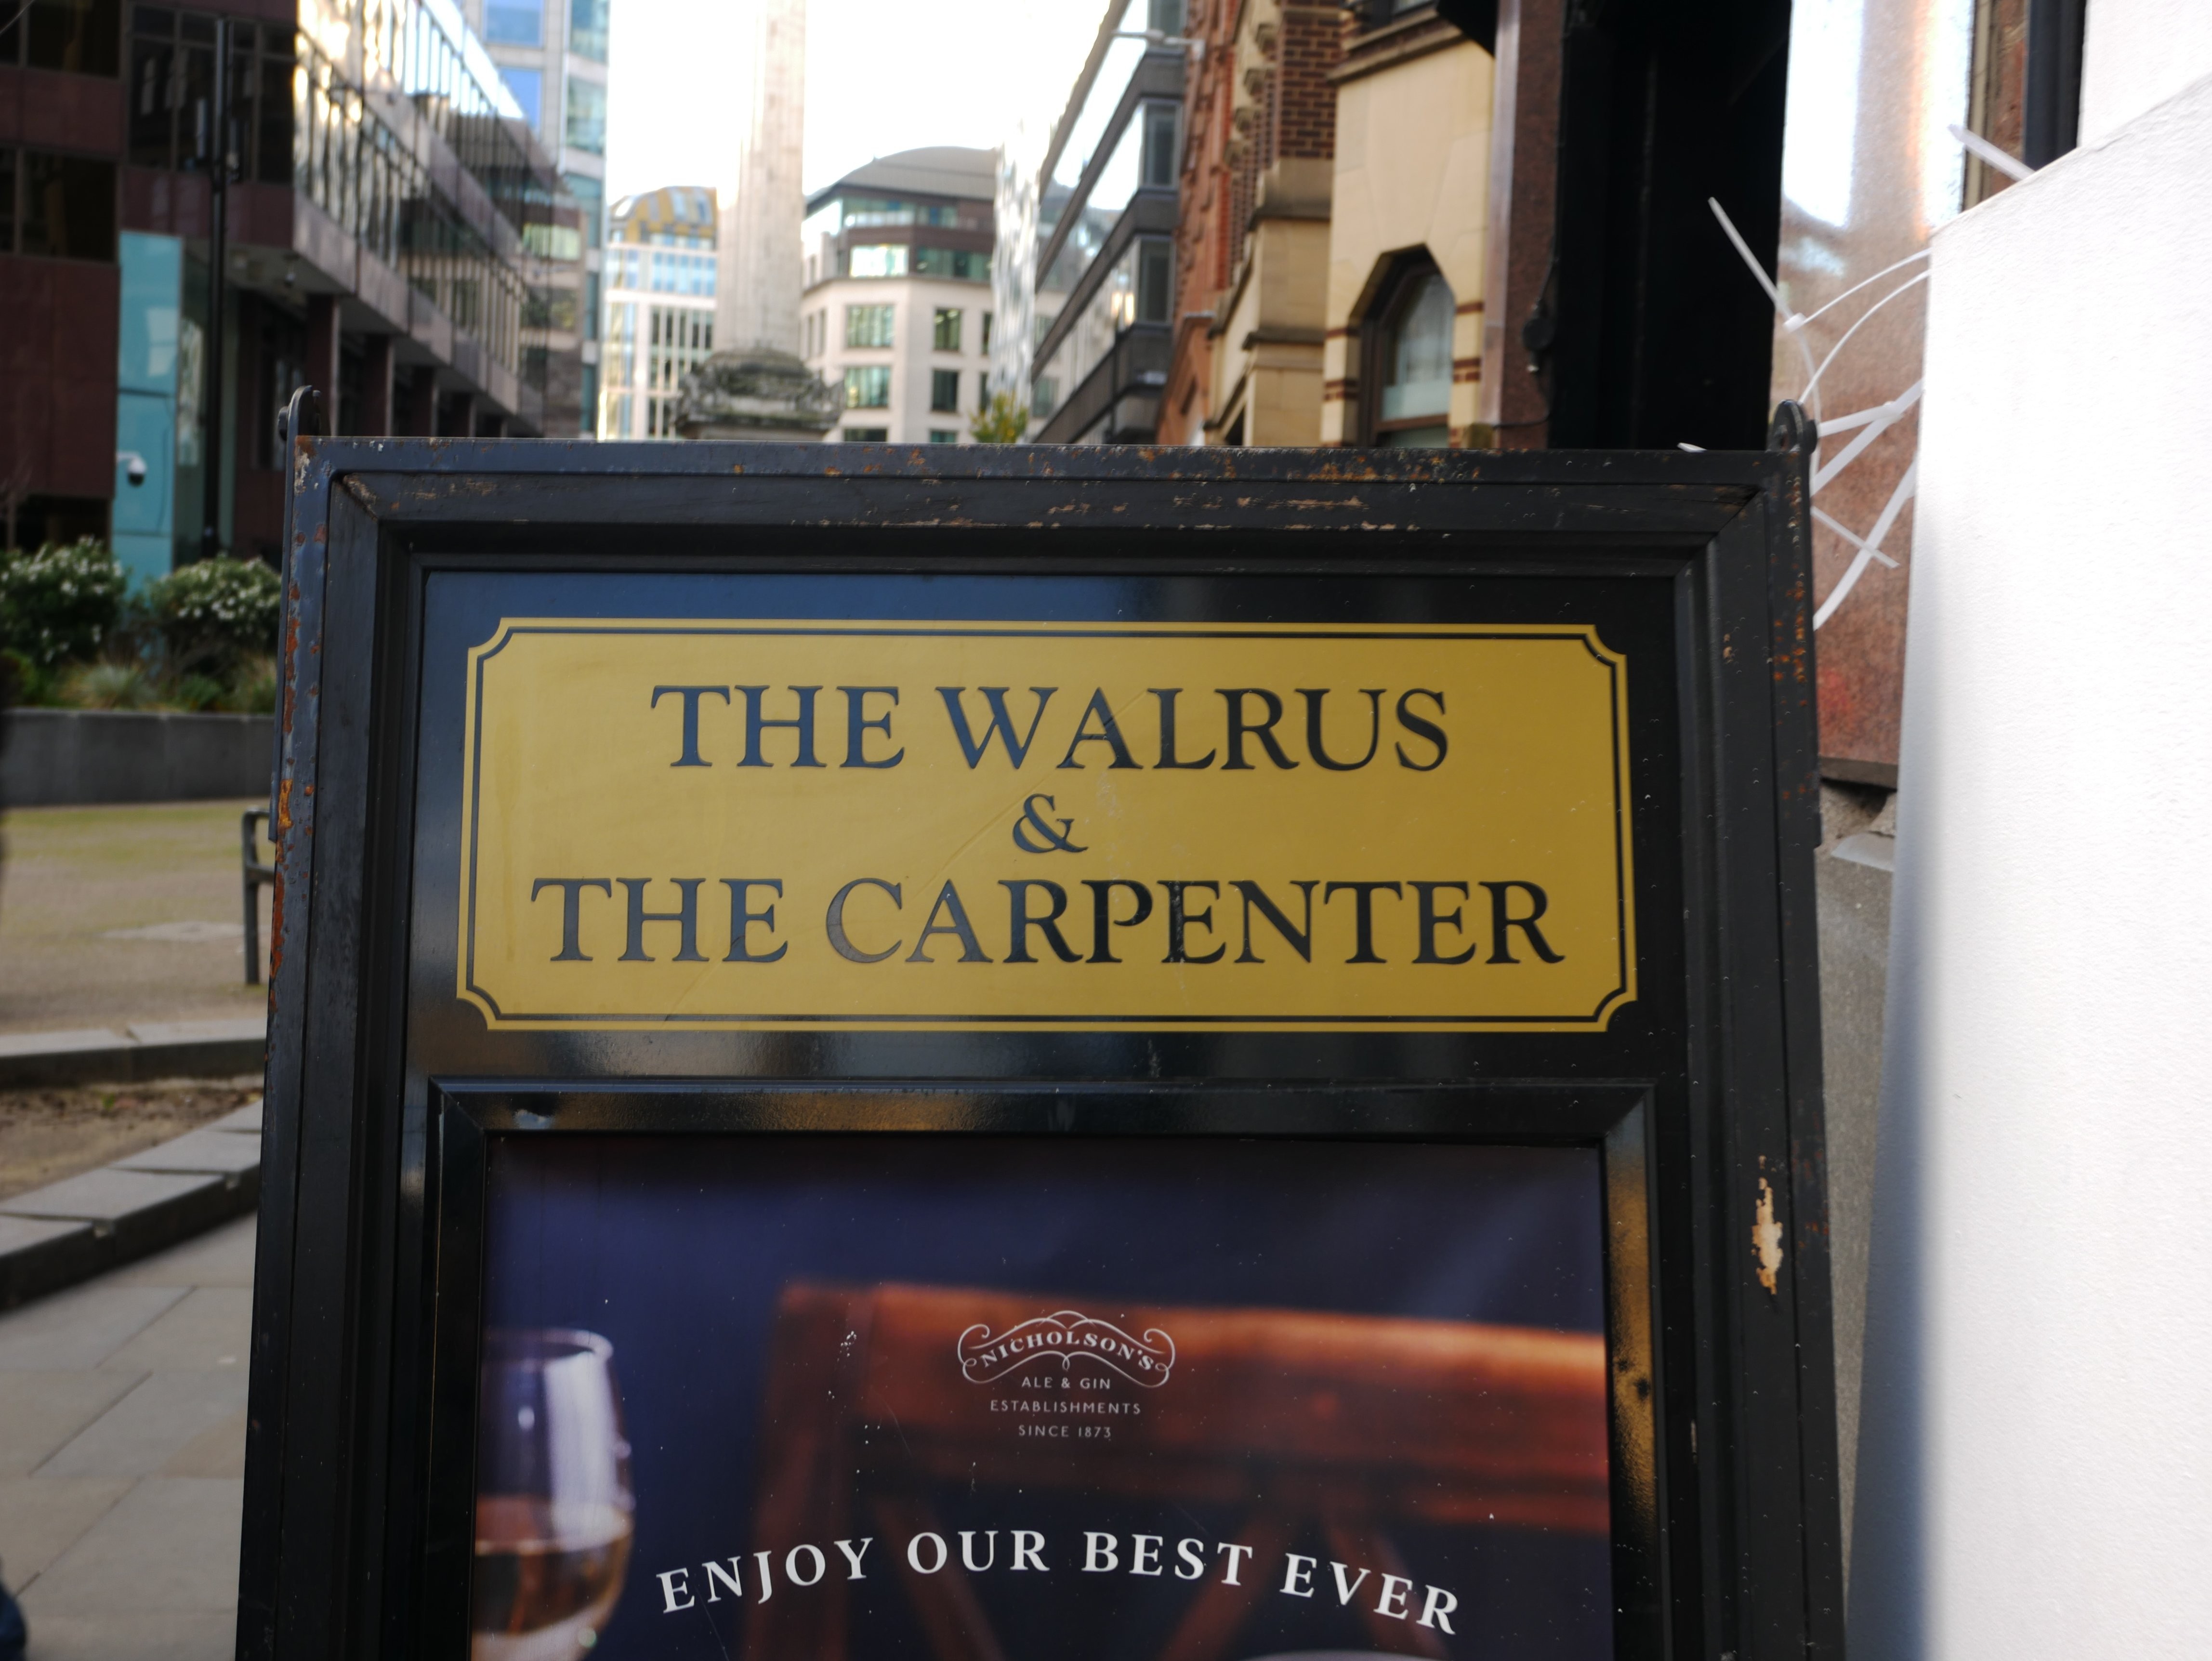 THE WALRUS
&
THE CARPENTER
NICHOLSON'S
ALE & GIN
ESTABLISHMENTS
SINCE 1873
ENJOY OUR BEST EVER